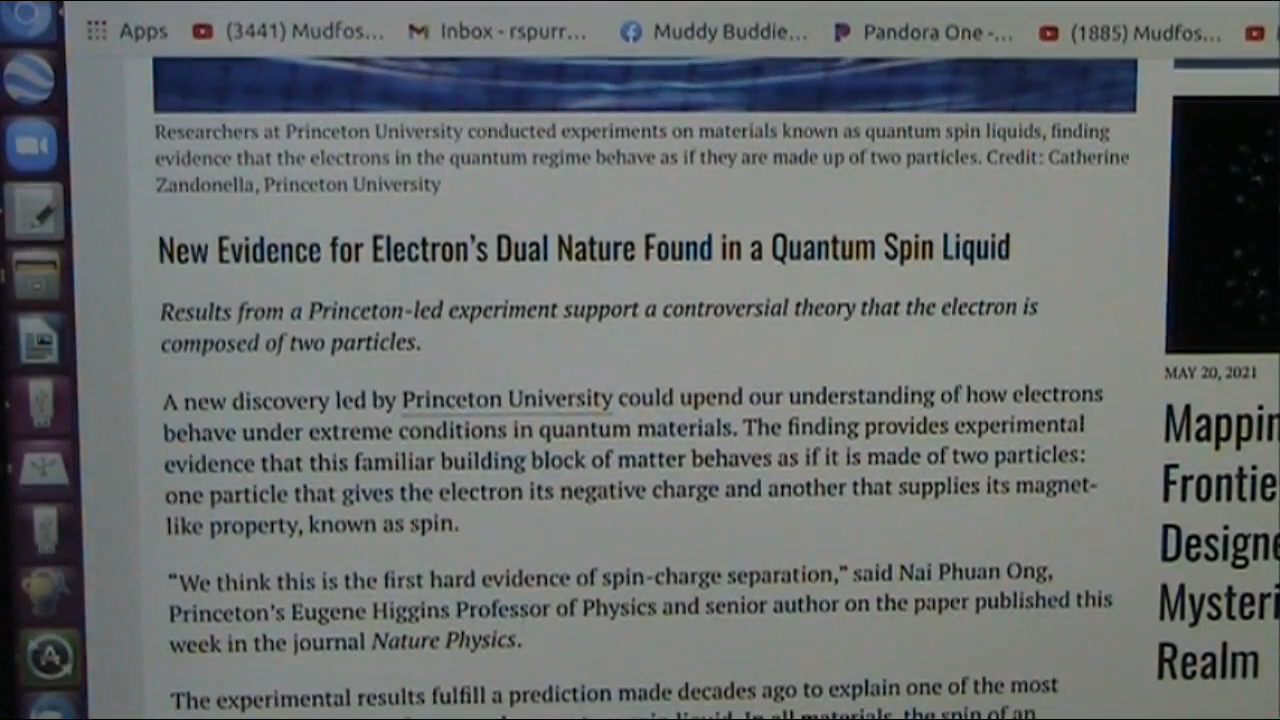 Apps (3441) Mudfos... Inbox - rspurr... Muddy Buddie... Pandora One -... (1885) Mudfos...
Researchers at Princeton University conducted experiments on materials known as quantum spin liquids, finding
evidence that the electrons in the quantum regime behave as if they are made up of two particles. Credit: Catherine
Zandonella, Princeton University
New Evidence for Electron's Dual Nature Found in a Quantum Spin Liquid
Results from a Princeton-led experiment support a controversial theory that the electron is
composed of two particles.
A new discovery led by Princeton University could upend our understanding of how electrons
behave under extreme conditions in quantum materials. The finding provides experimental
evidence that this familiar building block of matter behaves as if it is made of two particles:
one particle that gives the electron its negative charge and another that supplies its magnet-
like property, known as spin.
"We think this is the first hard evidence of spin-charge separation," said Nai Phuan Ong,
Princeton's Eugene Higgins Professor of Physics and senior author on the paper published this
week in the journal Nature Physics.
The experimental results fulfill a prediction made decades ago to explain one of the most
spin liquid. In all materials, the spin of an
MAY 20, 2021
Mappin
Frontie
Designe
Mysteri
Realm